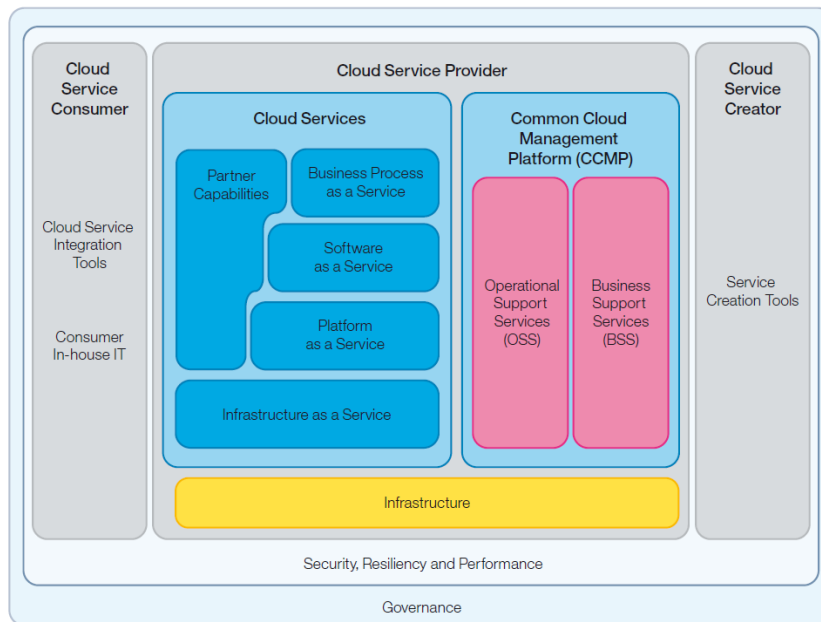 Cloud
Service
Consumer
Cloud Service
Integration
Tools
Consumer
In-house IT
Cloud Service Provider
Cloud Services
Partner
Capabilities
Business Process
as a Service
Software
as a Service
Platform
as a Service
Infrastructure as a Service
Common Cloud
Management
Platform (CCMP)
Operational
Support
Services
(OSS)
Business
Support
Services
(BSS)
Infrastructure
Cloud
Service
Creator
Service
Creation Tools
Security, Resiliency and Performance
Governance